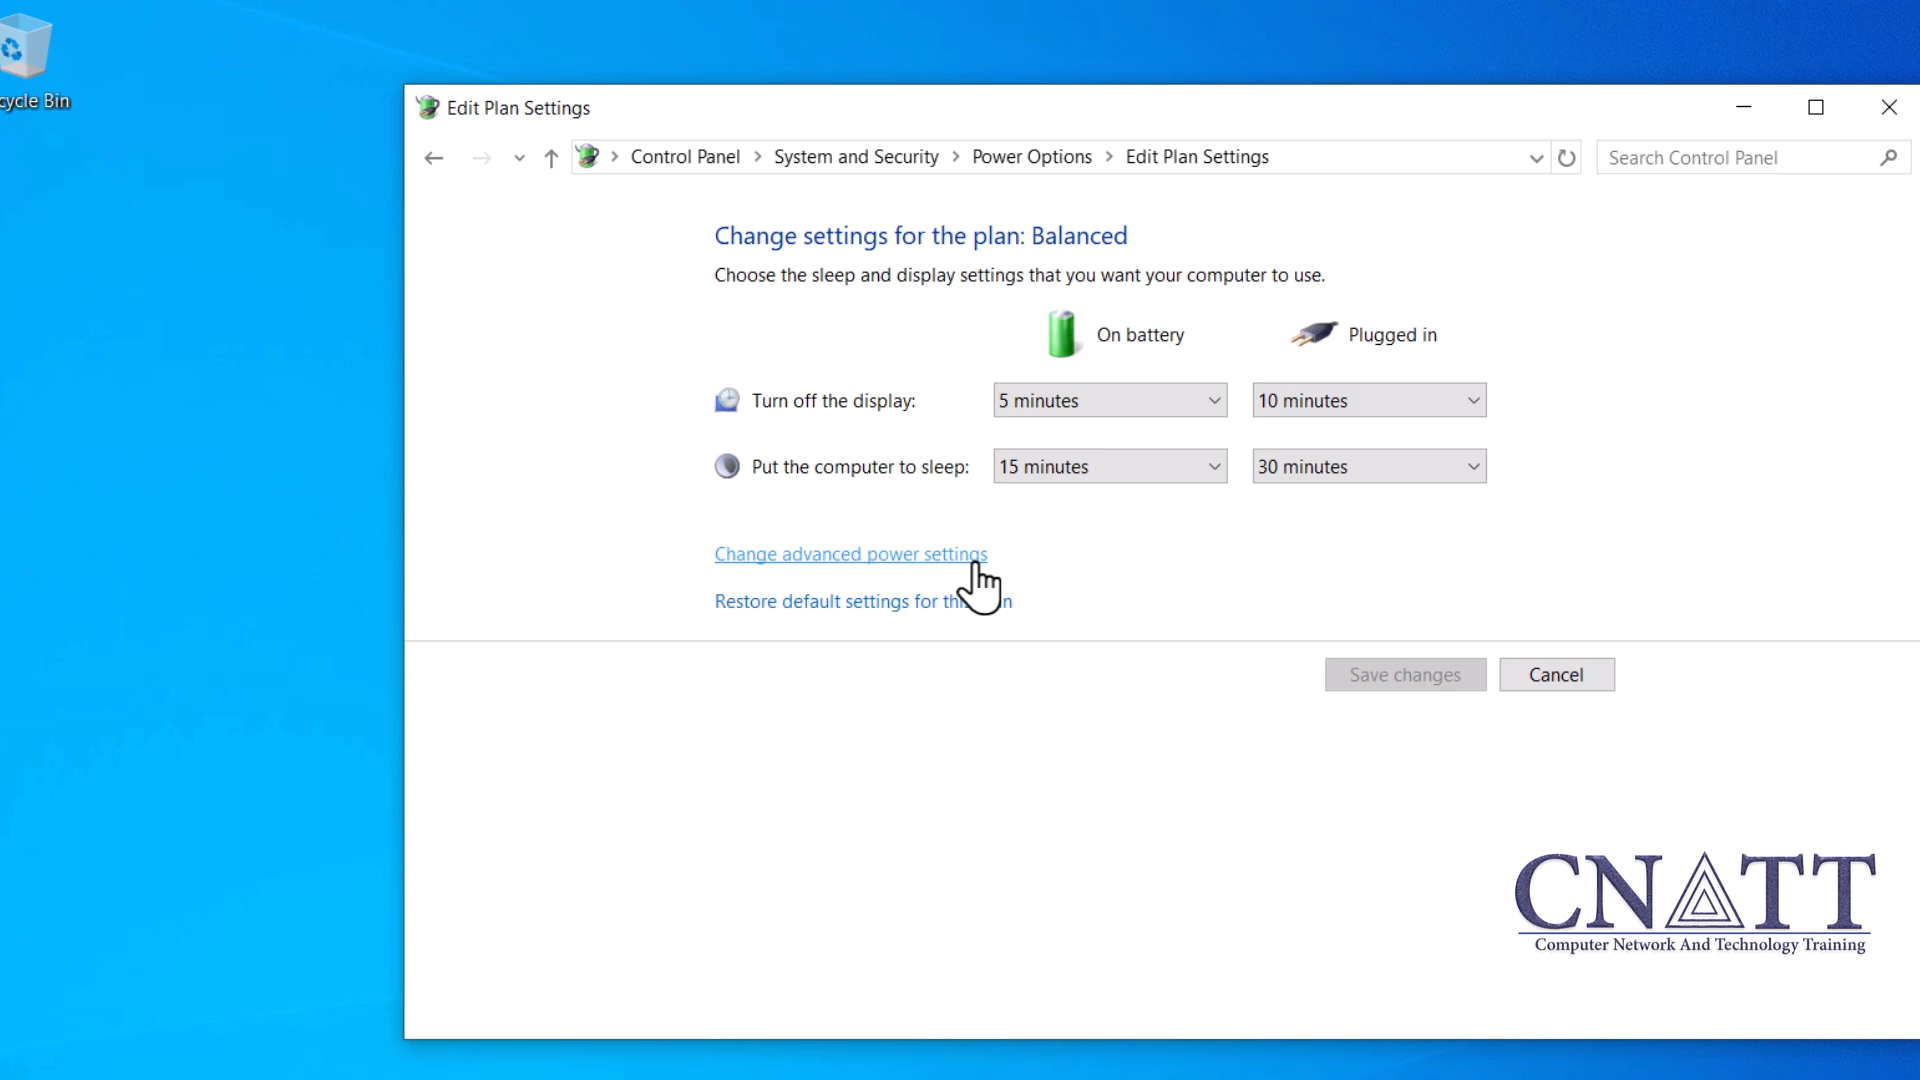 cycle Bin
Edit Plan Settings
Control Panel > System and Security > Power Options > Edit Plan Settings
Search Control Panel
Change settings for the plan: Balanced
Choose the sleep and display settings that you want your computer to use.
On battery
Plugged in
Turn off the display: 5 minutes 10 minutes
Put the computer to sleep: 15 minutes 30 minutes
Change advanced power settings
Restore default settings for
Save changes
Cancel
CNATT
Computer Network And Technology Training